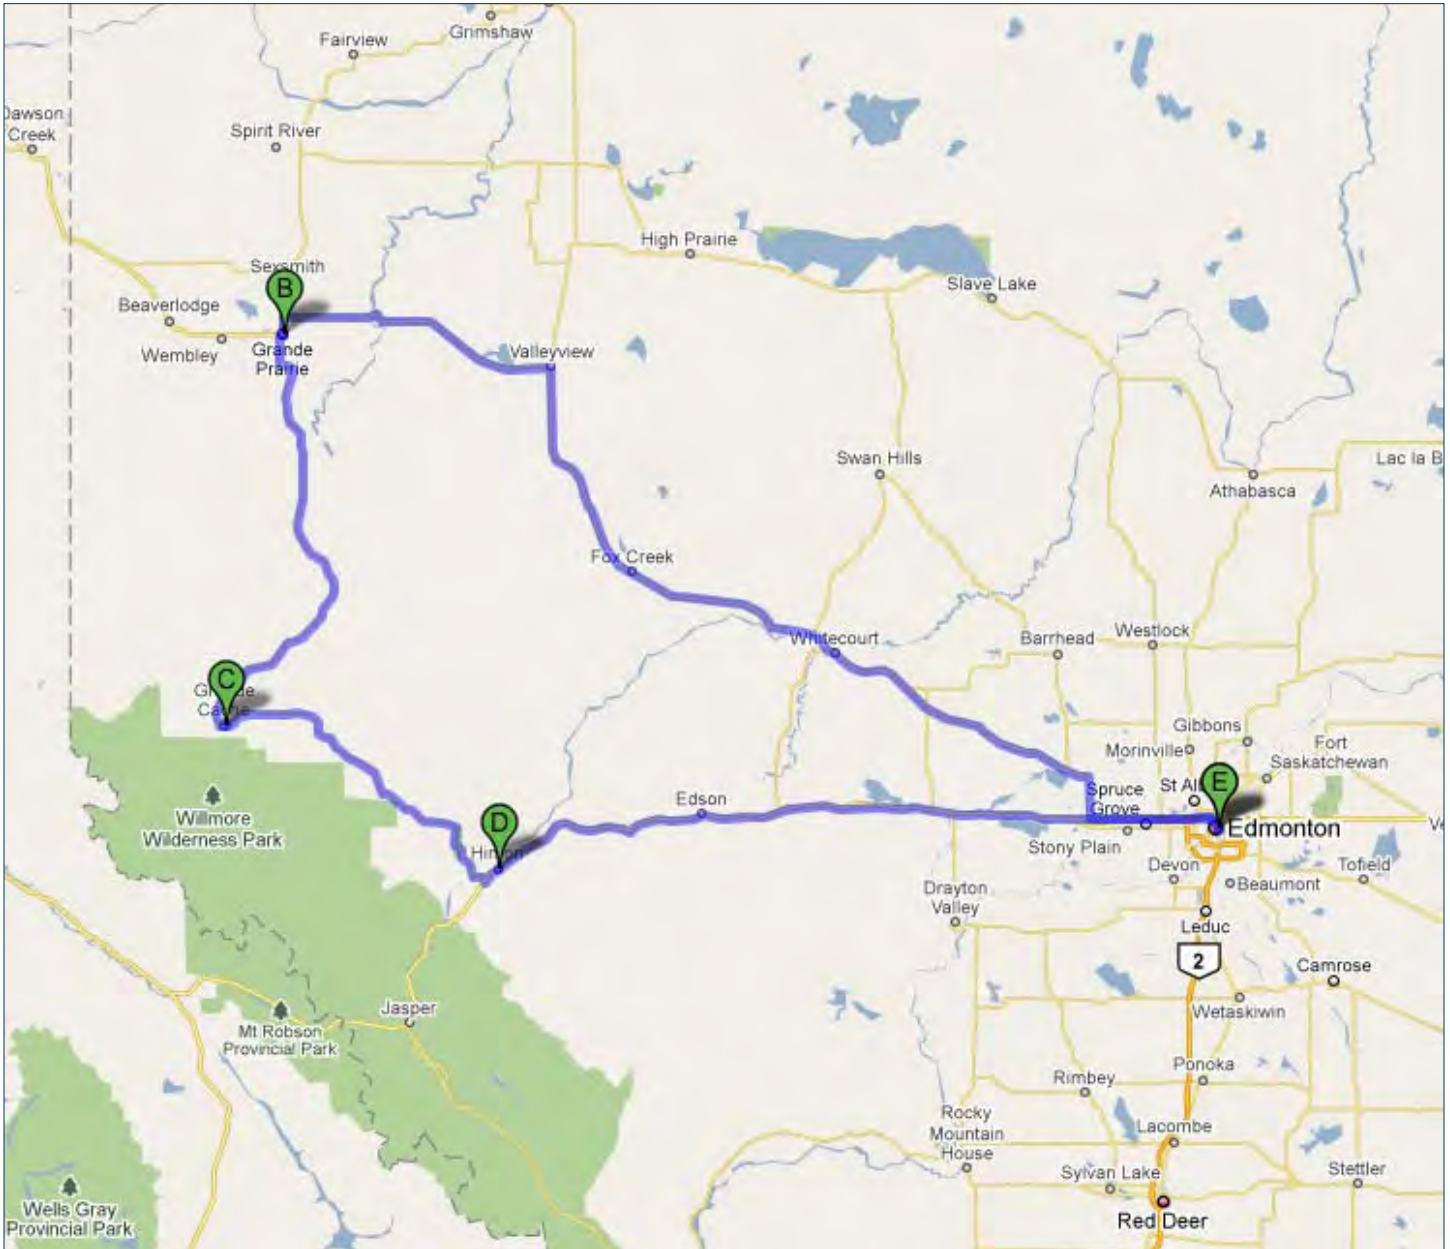 Fairview
Grimshaw
Dawson
Creek
Spirit River
High Prairie
Sexsmith
B
Slave Lake
Beaverlodge
Grande
Prairie
Wembley
Valleyview
Swan Hills
Lac la B
Athabasca
Fox Creek
Whitecourt
Barrhead
Westlock
C
Gibbons
Morinville
Fort
Saskatchewan
Willmore
Wilderness Park
D
Edson
Spruce
Grove
St Al
E
Edmonton
Stony Plain
Devon
Beaumont
Tofield
Drayton
Valley
Leduc
2
Camrose
Wetaskiwin
Jasper
Mt Robson
Provincial Park
Ponoka
Rimbey
Rocky
Mountain
House
Lacombe
Sylvan Lake
Stettler
Wells Gray
Provincial Park
Red Deer